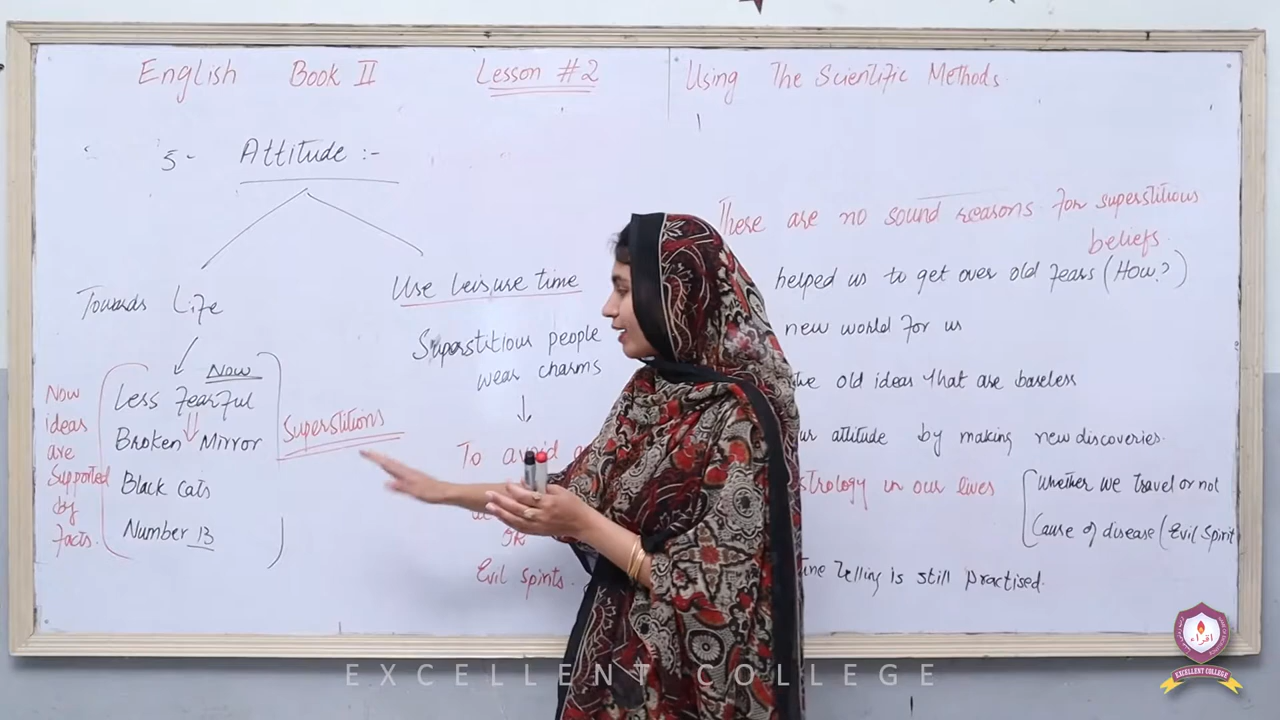 English Book II Lesson #2 Using The Scientific Methods
5- Attitude :-
Towards Life
Less Fearful
Now
Broken Mirror
Black Cats
Number 13
Now
ideas
are
Supported
by
facts.
Superstitions
Use leisure time
Superstitious people
wear charms
To avoid
OR
Evil spirits.
There are no sound reasons for superstitious
beliefs.
helped us to get over old fears (How?)
new world for us
old ideas that are baseless
attitude by making new discoveries.
in our lives
Whether we travel or not
Cause of disease (Evil Spirit
Telling is still Practised.
EXCELLENT COLLEGE
اقراء
EXCELLENT COLLEGE